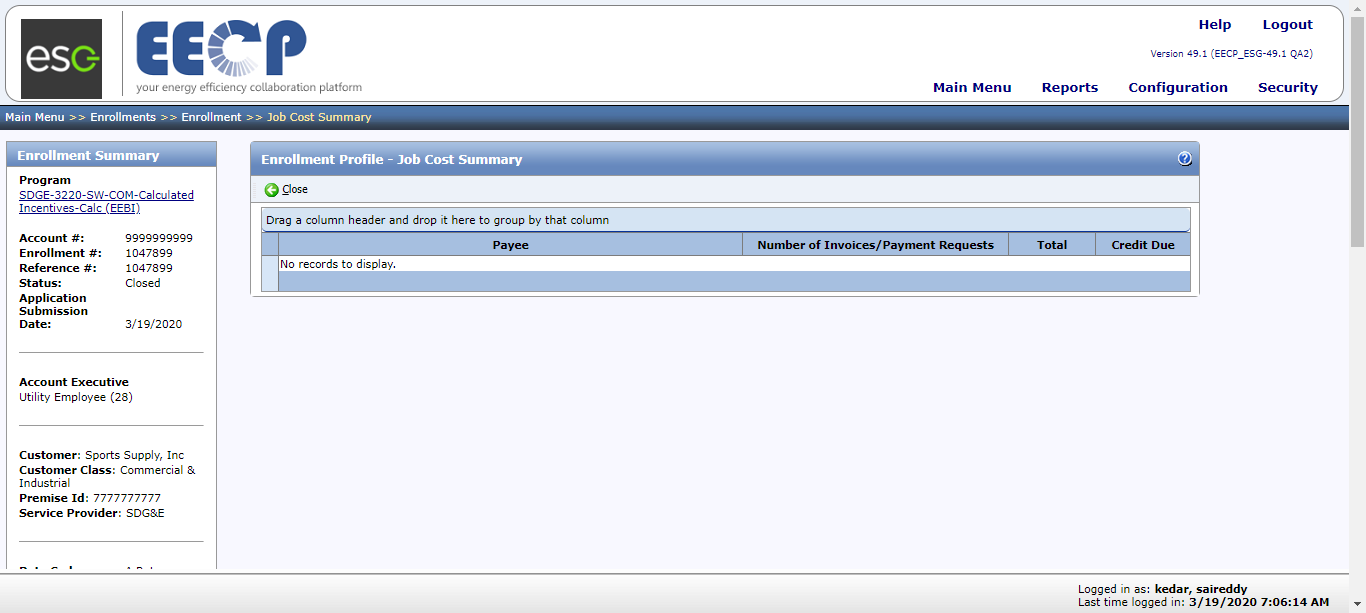 esg
EECP
your energy efficiency collaboration platform
Help Logout
Version 49.1 (EECP_ESG-49.1 QA2)
Main Menu Reports Configuration Security
Main Menu >> Enrollments >> Enrollment >> Job Cost Summary
Enrollment Summary
Program
SDGE-3220-SW-COM-Calculated
Incentives-Calc (EEBI)
Account #: 9999999999
Enrollment #: 1047899
Reference #: 1047899
Status: Closed
Application
Submission
Date: 3/19/2020
Account Executive
Utility Employee (28)
Customer: Sports Supply, Inc
Customer Class: Commercial &
Industrial
Premise Id: 7777777777
Service Provider: SDG&E
Enrollment Profile - Job Cost Summary
?
Close
Drag a column header and drop it here to group by that column
Payee Number of Invoices/Payment Requests Total Credit Due
No records to display.
Logged in as: kedar, saireddy
Last time logged in: 3/19/2020 7:06:14 AM